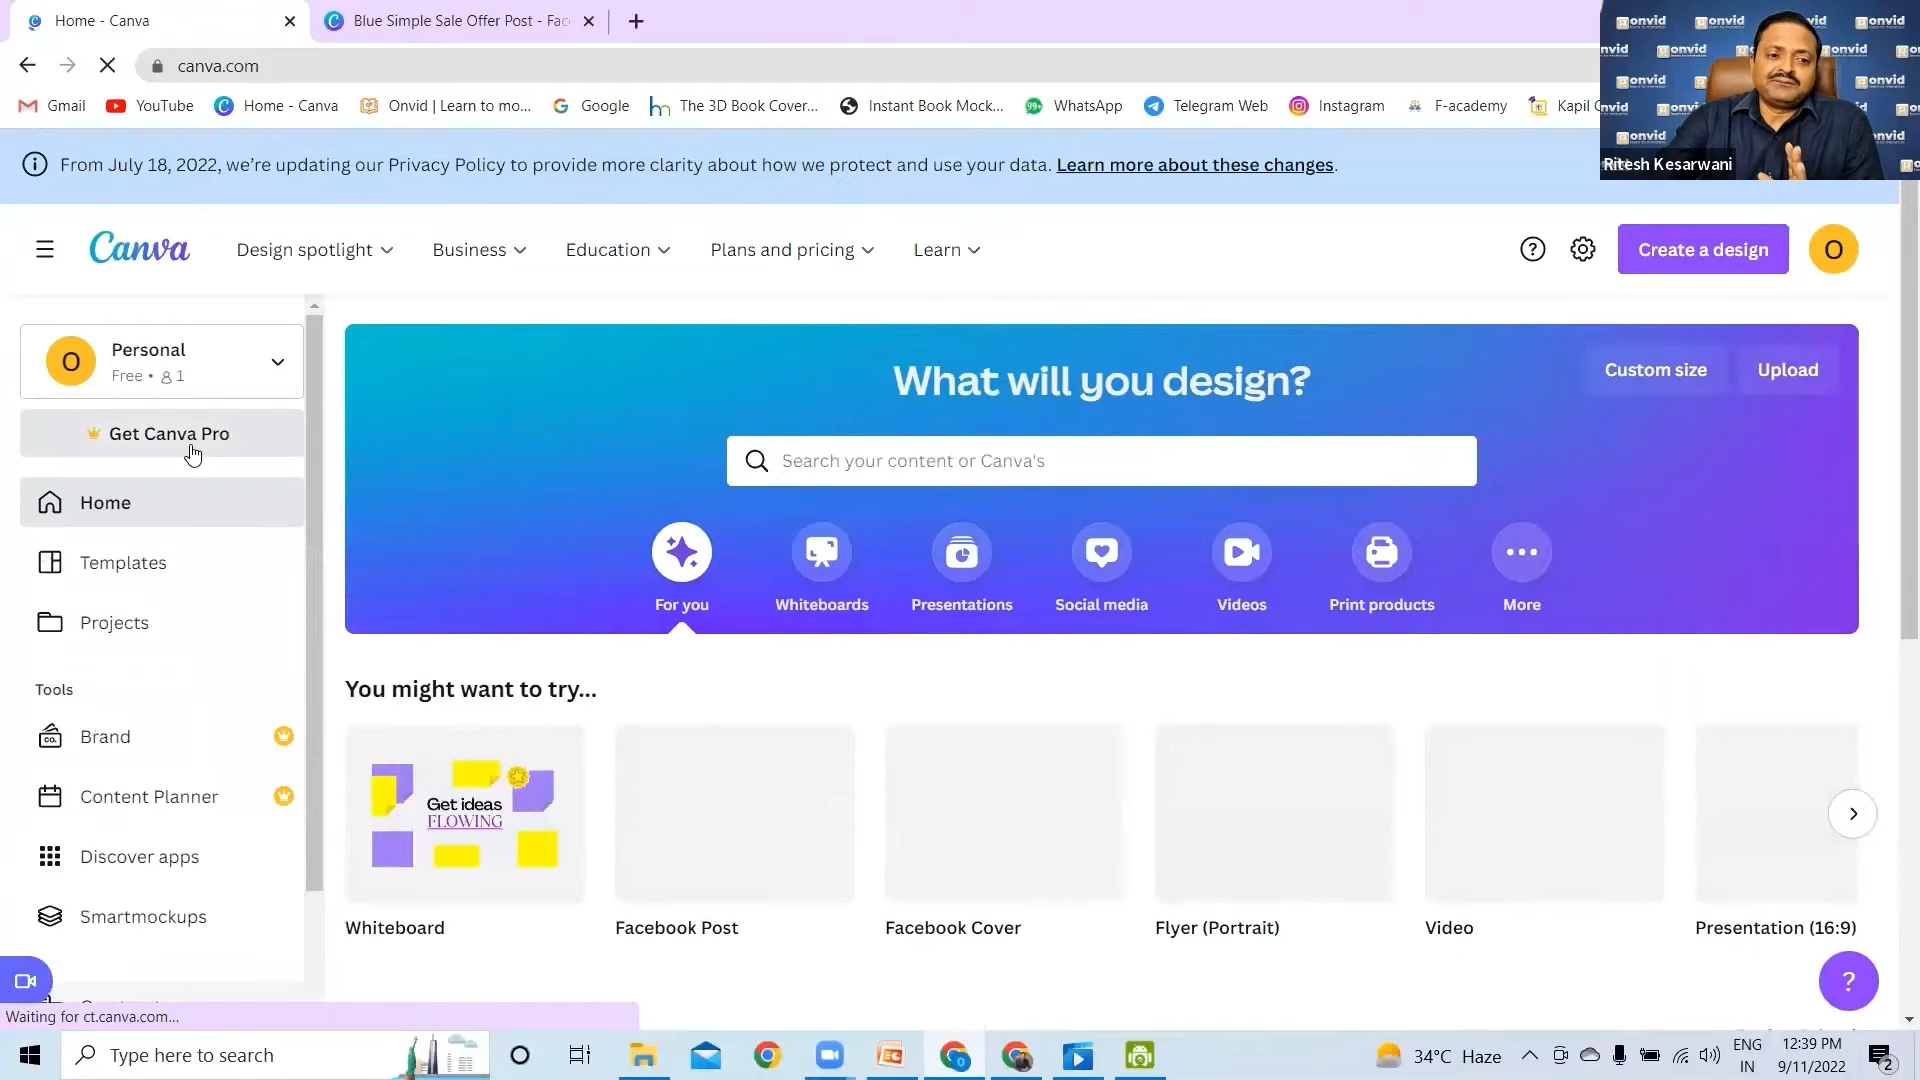 Home - Canva
Blue Simple Sale Offer Post - Fac
canva.com
Gmail
YouTube
Home - Canva
Onvid | Learn to mo...
Google
The 3D Book Cover...
Instant Book Mock...
99+
WhatsApp
Telegram Web
Instagram
F-academy
Kapil
onvid
Ritesh Kesarwani
From July 18, 2022, we're updating our Privacy Policy to provide more clarity about how we protect and use your data. Learn more about these changes.
Canva
Design spotlight
Business
Education
Plans and pricing
Learn
?
Create a design
O
O
Personal
Free • 1
Get Canva Pro
Home
Templates
Projects
Tools
Brand
CO.
Content Planner
Discover apps
Smartmockups
What will you design?
Custom size
Upload
Search your content or Canva's
For you
Whiteboards
Presentations
Social media
Videos
Print products
More
You might want to try...
Get ideas
FLOWING
Whiteboard
Facebook Post
Facebook Cover
Flyer (Portrait)
Video
Presentation (16:9)
?
Waiting for ct.canva.com...
Type here to search
34°C Haze
ENG
IN
12:39 PM
9/11/2022
2